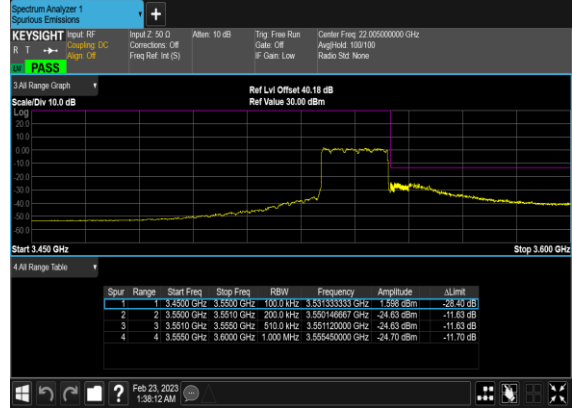 Spectrum Analyzer 1
Spurious Emissions
KEYSIGHT
R T
LXI
PASS
Input: RF
Coupling: DC
Align: Off
Input Z: 50 Ω
Corrections: Off
Freq Ref: Int (S)
Atten: 10 dB
Trig: Free Run
Gate: Off
IF Gain: Low
Center Freq: 22.005000000 GHz
Avg|Hold: 100/100
Radio Std: None
3 All Range Graph
Scale/Div 10.0 dB
Ref Lvl Offset 40.18 dB
Ref Value 30.00 dBm
Log
20.0
10.0
0.00
-10.0
-20.0
-30.0
-40.0
-50.0
-60.0
Start 3.450 GHz
Stop 3.600 GHz
4 All Range Table
Spur Range Start Freq Stop Freq RBW Frequency Amplitude ΔLimit
1 1 3.4500 GHz 3.5500 GHz 100.0 kHz 3.531333333 GHz 1.598 dBm -28.40 dB
2 2 3.5500 GHz 3.5510 GHz 200.0 kHz 3.550146667 GHz -24.63 dBm -11.63 dB
3 3 3.5510 GHz 3.5550 GHz 510.0 kHz 3.551120000 GHz -24.63 dBm -11.63 dB
4 4 3.5550 GHz 3.6000 GHz 1.000 MHz 3.555450000 GHz -24.70 dBm -11.70 dB
?
Feb 23, 2023
1:38:12 AM